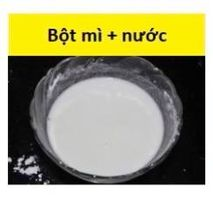 Bột mì + nước